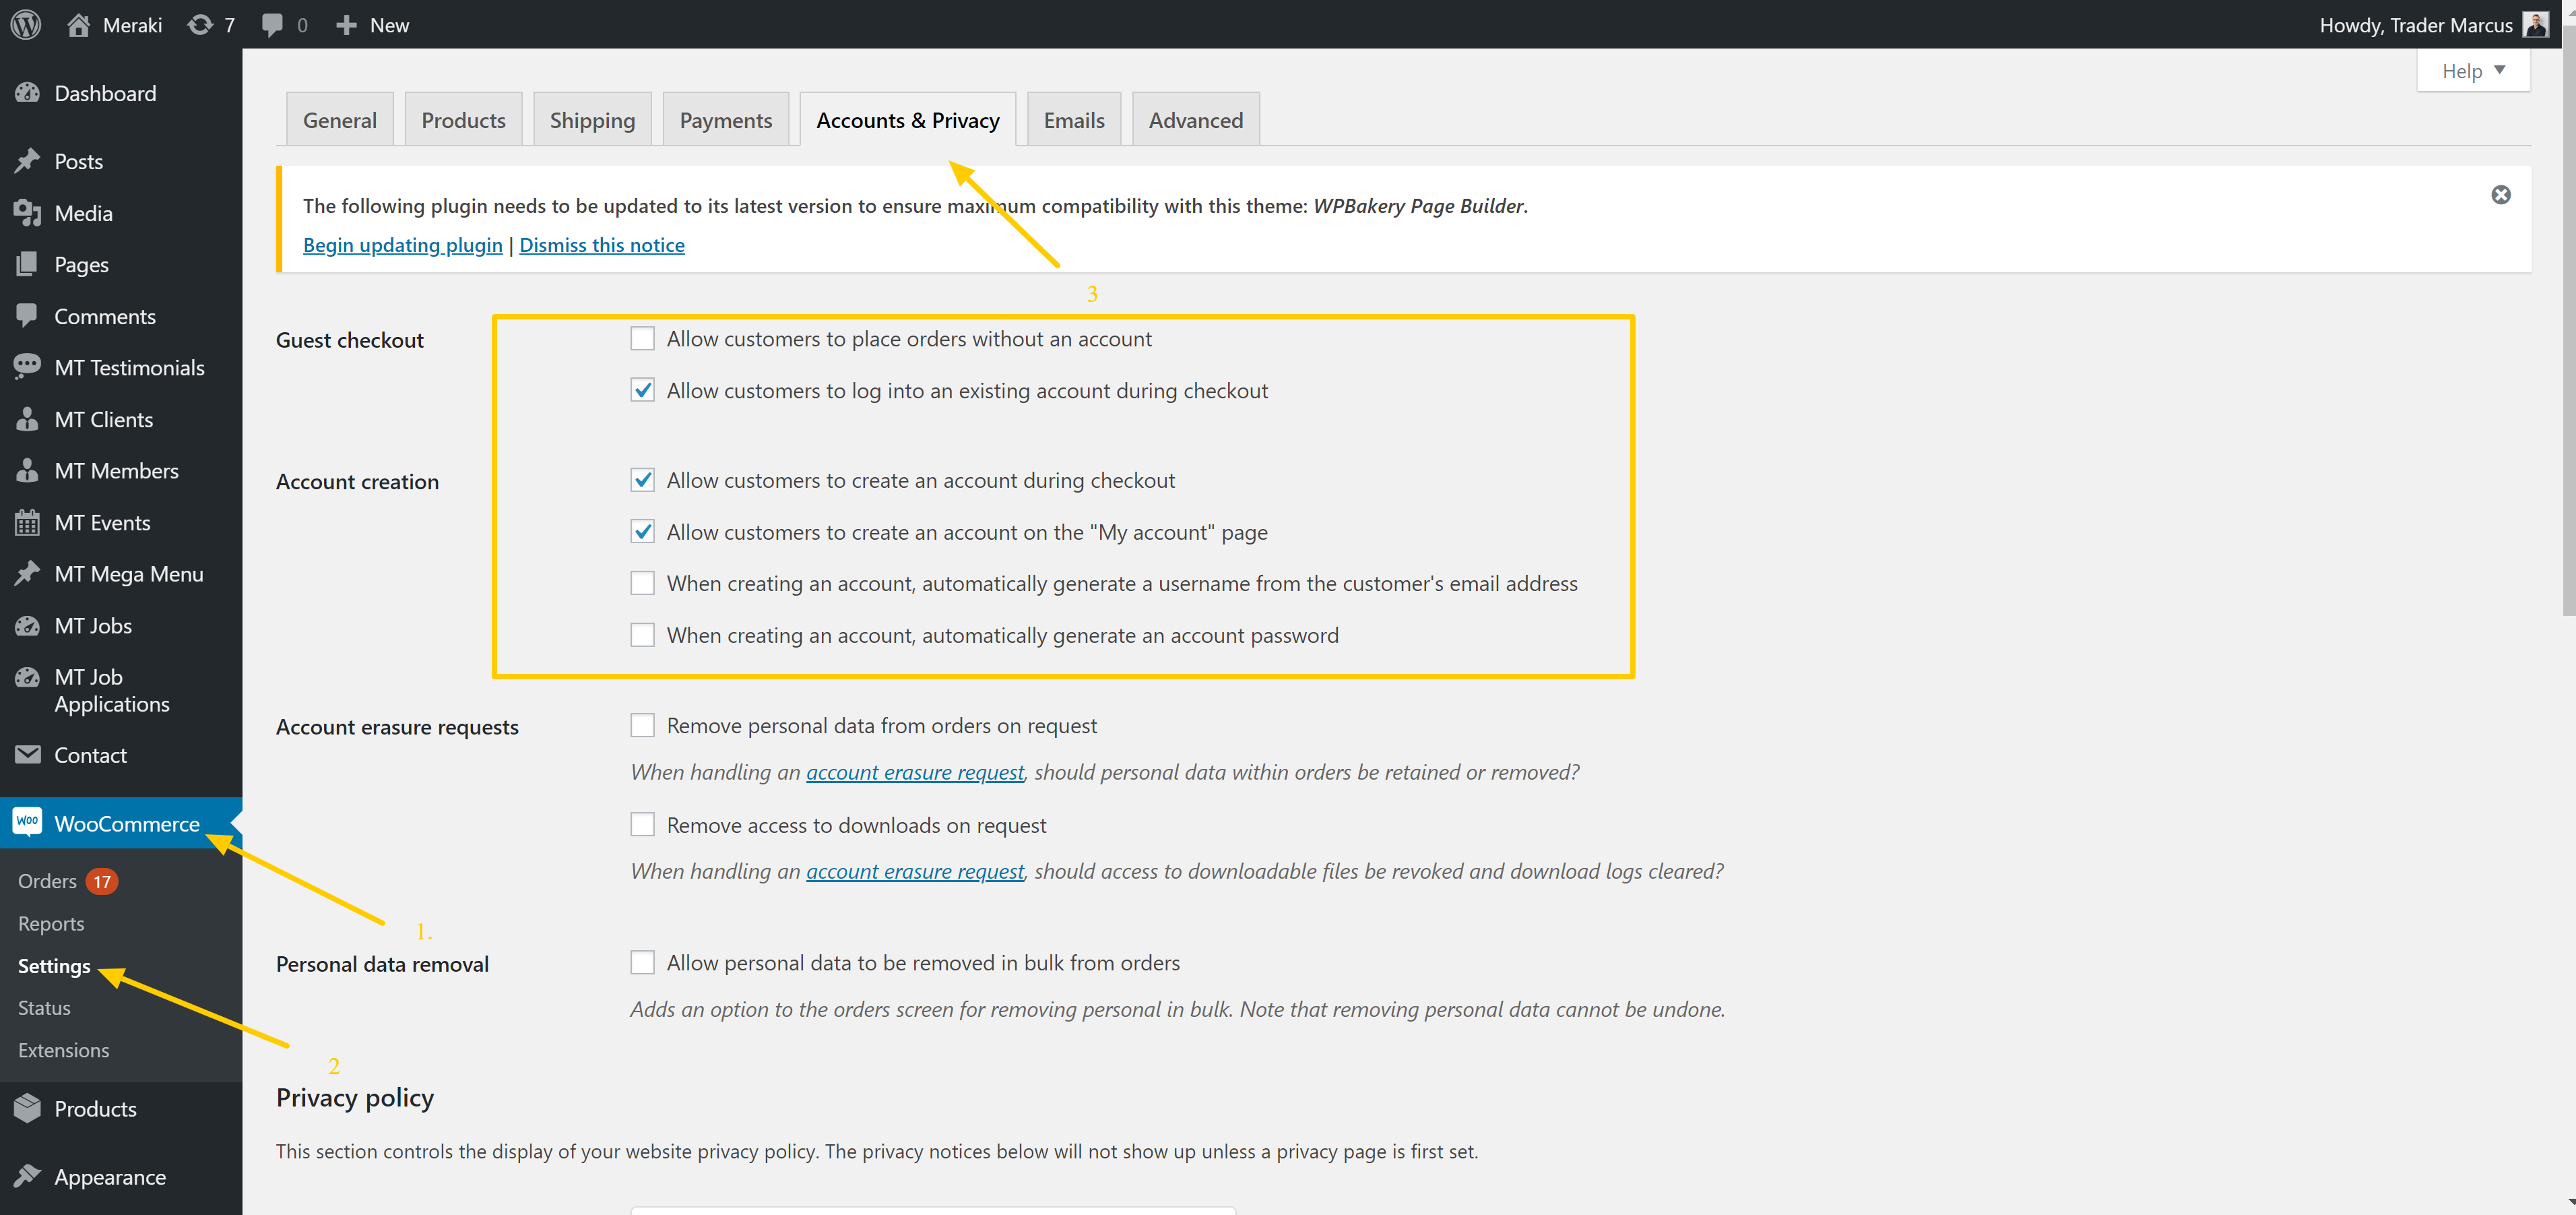 Meraki 7 0 New Howdy, Trader Marcus
Help
Dashboard
Posts
Media
Pages
Comments
MT Testimonials
MT Clients
MT Members
MT Events
MT Mega Menu
MT Jobs
MT Job
Applications
Contact
Woo WooCommerce
Orders 17
Reports
Settings
Status
Extensions
Products
Appearance
General Products Shipping Payments Accounts & Privacy Emails Advanced
The following plugin needs to be updated to its latest version to ensure maximum compatibility with this theme: WPBakery Page Builder.
Begin updating plugin | Dismiss this notice
3
Guest checkout
Allow customers to place orders without an account
Allow customers to log into an existing account during checkout
Account creation
Allow customers to create an account during checkout
Allow customers to create an account on the "My account" page
When creating an account, automatically generate a username from the customer's email address
When creating an account, automatically generate an account password
Account erasure requests
Remove personal data from orders on request
When handling an account erasure request, should personal data within orders be retained or removed?
Remove access to downloads on request
When handling an account erasure request, should access to downloadable files be revoked and download logs cleared?
1.
Personal data removal
Allow personal data to be removed in bulk from orders
Adds an option to the orders screen for removing personal in bulk. Note that removing personal data cannot be undone.
2
Privacy policy
This section controls the display of your website privacy policy. The privacy notices below will not show up unless a privacy page is first set.